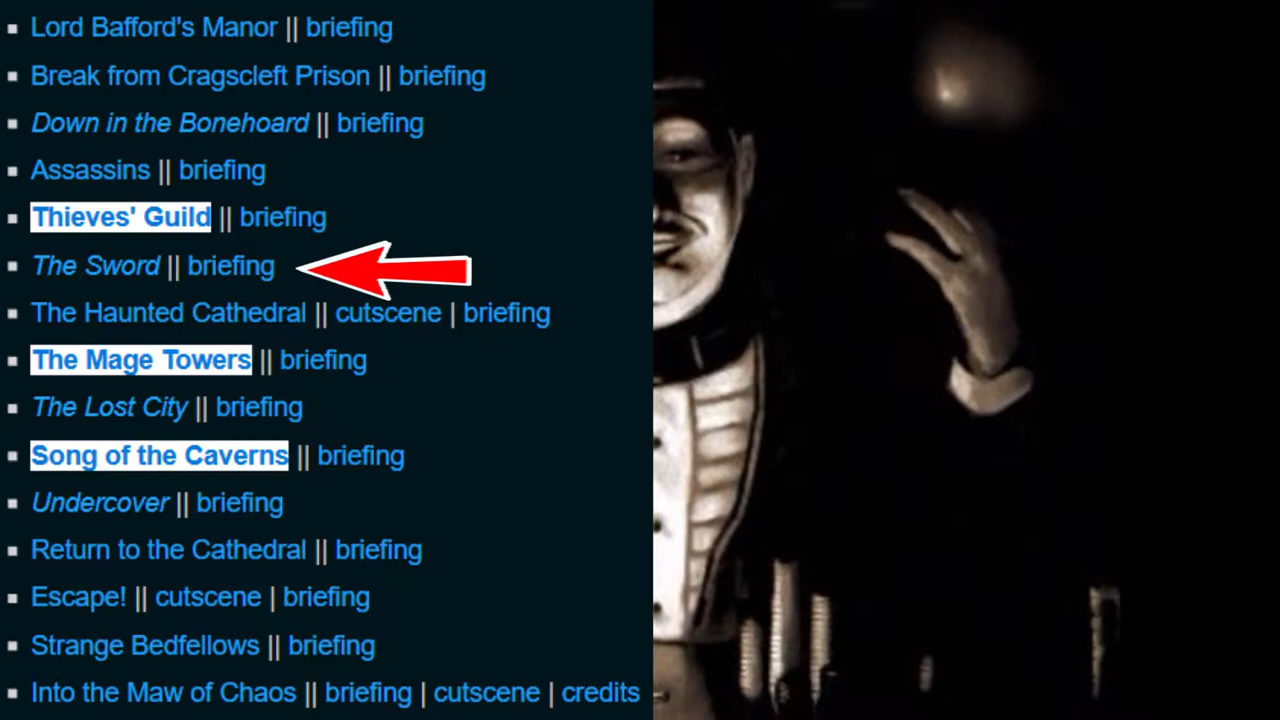 Lord Bafford's Manor || briefing
Break from Cragscleft Prison || briefing
Down in the Bonehoard || briefing
Assassins || briefing
Thieves' Guild || briefing
The Sword || briefing
The Haunted Cathedral || cutscene | briefing
The Mage Towers || briefing
The Lost City || briefing
Song of the Caverns || briefing
Undercover || briefing
Return to the Cathedral || briefing
Escape! || cutscene | briefing
Strange Bedfellows || briefing
Into the Maw of Chaos || briefing | cutscene | credits